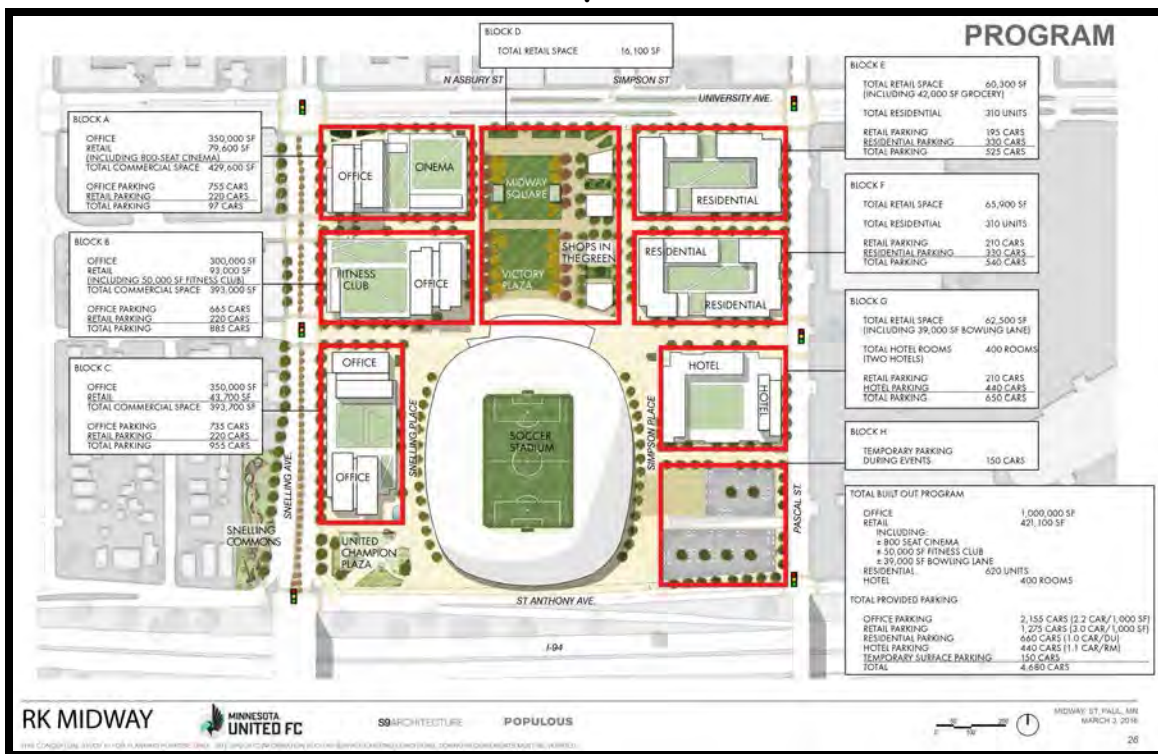 PROGRAM
BLOCK D
TOTAL RETAIL SPACE 16,100 SF
BLOCK A
OFFICE 350,000 SF
RETAIL 79,600 SF
(INCLUDING 800-SEAT CINEMA)
TOTAL COMMERCIAL SPACE 429,600 SF
OFFICE PARKING 755 CARS
RETAIL PARKING 220 CARS
TOTAL PARKING 97 CARS
BLOCK B
OFFICE 300,000 SF
RETAIL 93,000 SF
(INCLUDING 50,000 SF FITNESS CLUB)
TOTAL COMMERCIAL SPACE 393,000 SF
OFFICE PARKING 665 CARS
RETAIL PARKING 220 CARS
TOTAL PARKING 885 CARS
BLOCK C
OFFICE 350,000 SF
RETAIL 43,700 SF
TOTAL COMMERCIAL SPACE 393,700 SF
OFFICE PARKING 735 CARS
RETAIL PARKING 220 CARS
TOTAL PARKING 955 CARS
N ASBURY ST
SIMPSON ST
UNIVERSITY AVE.
OFFICE
CINEMA
MIDWAY
SQUARE
RESIDENTIAL
FITNESS
CLUB
OFFICE
VICTORY
PLAZA
SHOPS IN
THE GREEN
RESIDENTIAL
RESIDENTIAL
OFFICE
OFFICE
SNELLING PLACE
SOCCER
STADIUM
SIMPSON PLACE
HOTEL
HOTEL
SNELLING AVE.
PASCAL ST.
SNELLING
COMMONS
UNITED
CHAMPION
PLAZA
ST ANTHONY AVE.
I-94
BLOCK E
TOTAL RETAIL SPACE 60,300 SF
(INCLUDING 42,000 SF GROCERY)
TOTAL RESIDENTIAL 310 UNITS
RETAIL PARKING 195 CARS
RESIDENTIAL PARKING 330 CARS
TOTAL PARKING 525 CARS
BLOCK F
TOTAL RETAIL SPACE 65,900 SF
TOTAL RESIDENTIAL 310 UNITS
RETAIL PARKING 210 CARS
RESIDENTIAL PARKING 330 CARS
TOTAL PARKING 540 CARS
BLOCK G
TOTAL RETAIL SPACE 62,500 SF
(INCLUDING 39,000 SF BOWLING LANE)
TOTAL HOTEL ROOMS 400 ROOMS
(TWO HOTELS)
RETAIL PARKING 210 CARS
HOTEL PARKING 440 CARS
TOTAL PARKING 650 CARS
BLOCK H
TEMPORARY PARKING
DURING EVENTS 150 CARS
TOTAL BUILT OUT PROGRAM
OFFICE 1,000,000 SF
RETAIL 421,100 SF
INCLUDING:
± 800 SEAT CINEMA
± 50,000 SF FITNESS CLUB
± 39,000 SF BOWLING LANE
RESIDENTIAL 620 UNITS
HOTEL 400 ROOMS
TOTAL PROVIDED PARKING
OFFICE PARKING 2,155 CARS (2.2 CAR/1,000 SF)
RETAIL PARKING 1,275 CARS (3.0 CAR/1,000 SF)
RESIDENTIAL PARKING 660 CARS (1.0 CAR/DU)
HOTEL PARKING 440 CARS (1.1 CAR/RM)
TEMPORARY SURFACE PARKING 150 CARS
TOTAL 4,680 CARS
RK MIDWAY
MINNESOTA
UNITED FC
S9ARCHITECTURE
POPULOUS
MIDWAY ST. PAUL, MN
MARCH 3, 2016
26